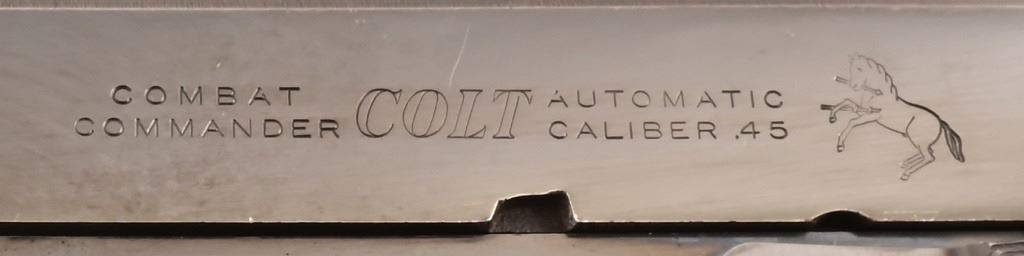 COMBAT
COMMANDER
COLT
AUTOMATIC
CALIBER .45